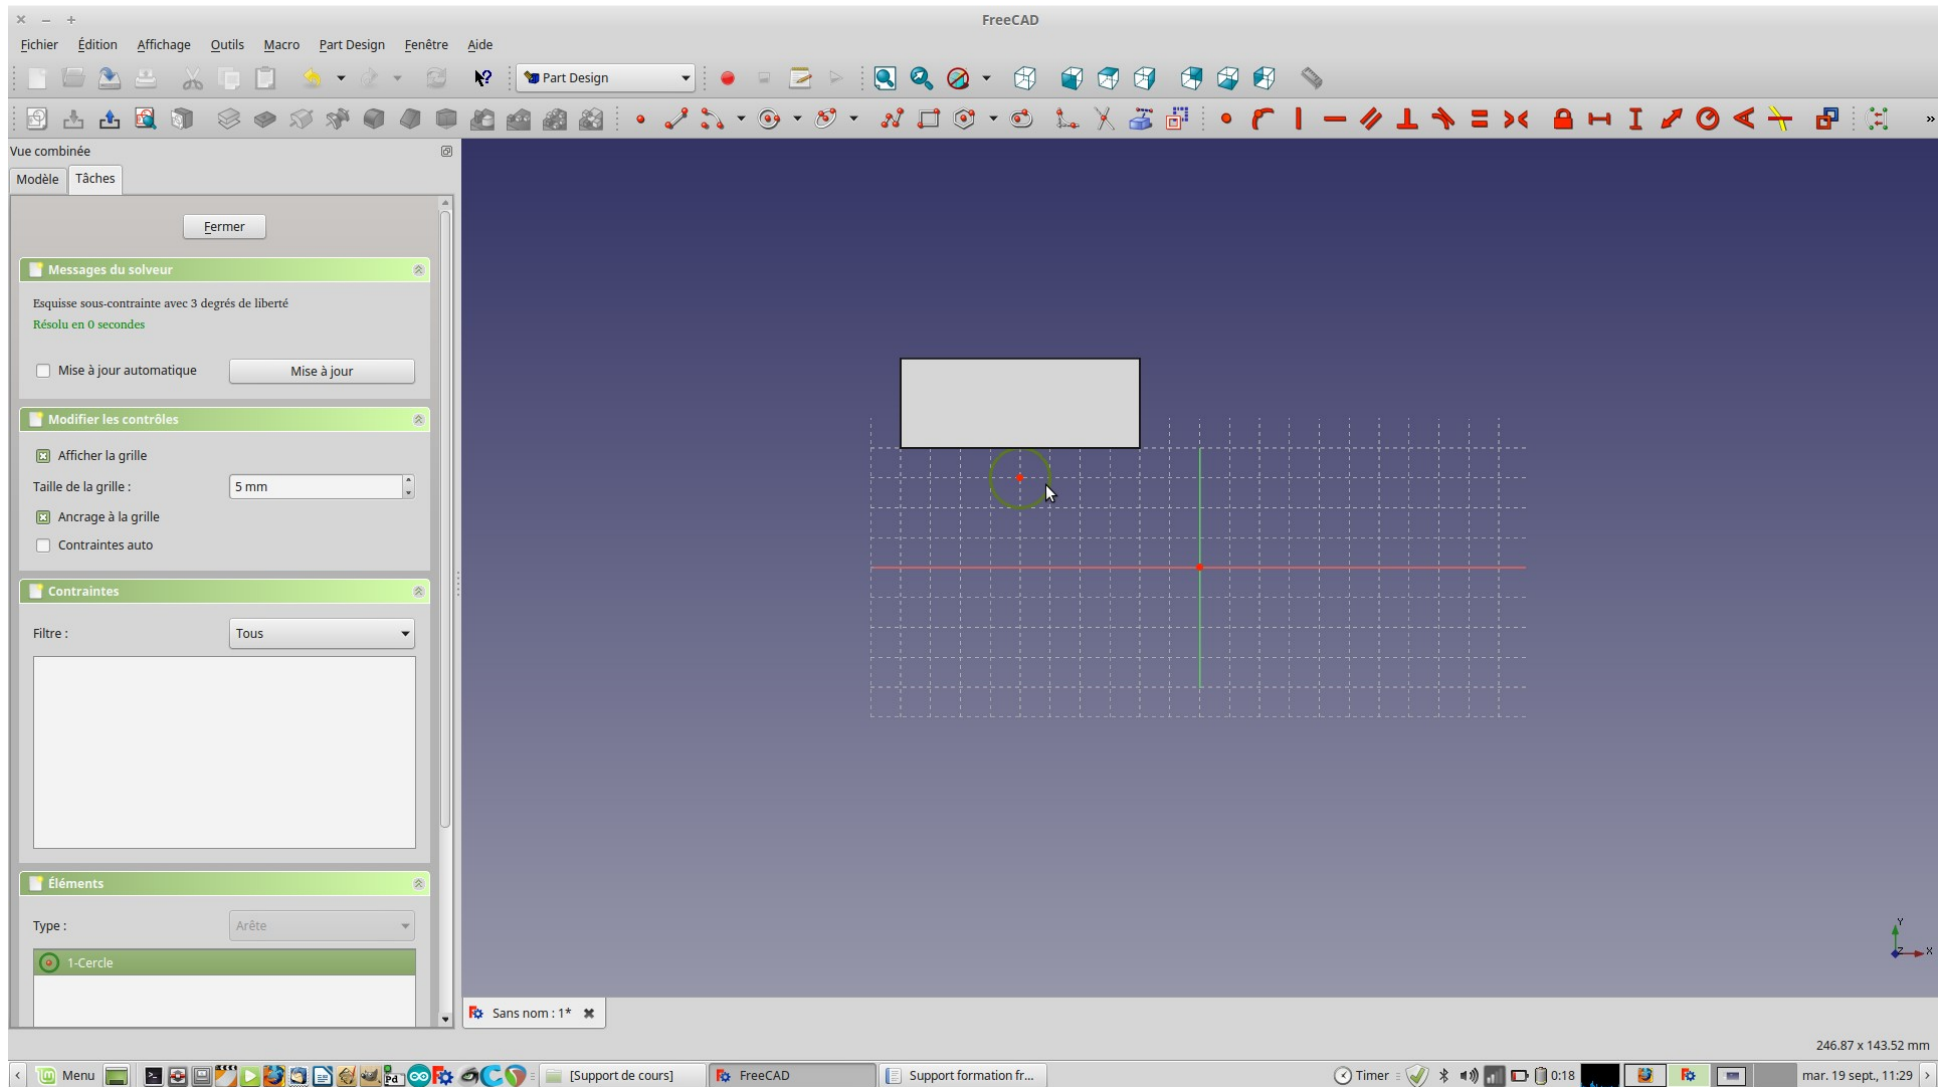 FreeCAD
Fichier Édition Affichage Outils Macro Part Design Fenêtre Aide
Part Design
Vue combinée
Modèle Tâches
Fermer
Messages du solveur
Esquisse sous-contrainte avec 3 degrés de liberté
Résolu en 0 secondes
Mise à jour automatique Mise à jour
Modifier les contrôles
Afficher la grille
Taille de la grille : 5 mm
Ancrage à la grille
Contraintes auto
Contraintes
Filtre : Tous
Éléments
Type : Arête
1-Cercle
Y
Z X
Sans nom : 1*
246.87 x 143.52 mm
Menu Pd [Support de cours] FreeCAD Support formation fr... Timer 0:18 mar. 19 sept., 11:29